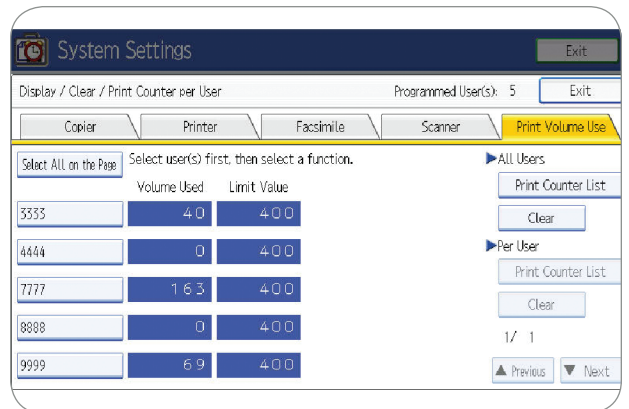 System Settings
Exit
Display / Clear / Print Counter per User
Programmed User(s): 5
Exit
Copier
Printer
Facsimile
Scanner
Print Volume Use
Select All on the Page
Select user(s) first, then select a function.
Volume Used
Limit Value
3333
40
400
4444
0
400
7777
163
400
8888
0
400
9999
69
400
▶All Users
Print Counter List
Clear
▶Per User
Print Counter List
Clear
1/ 1
▲ Previous
▼ Next